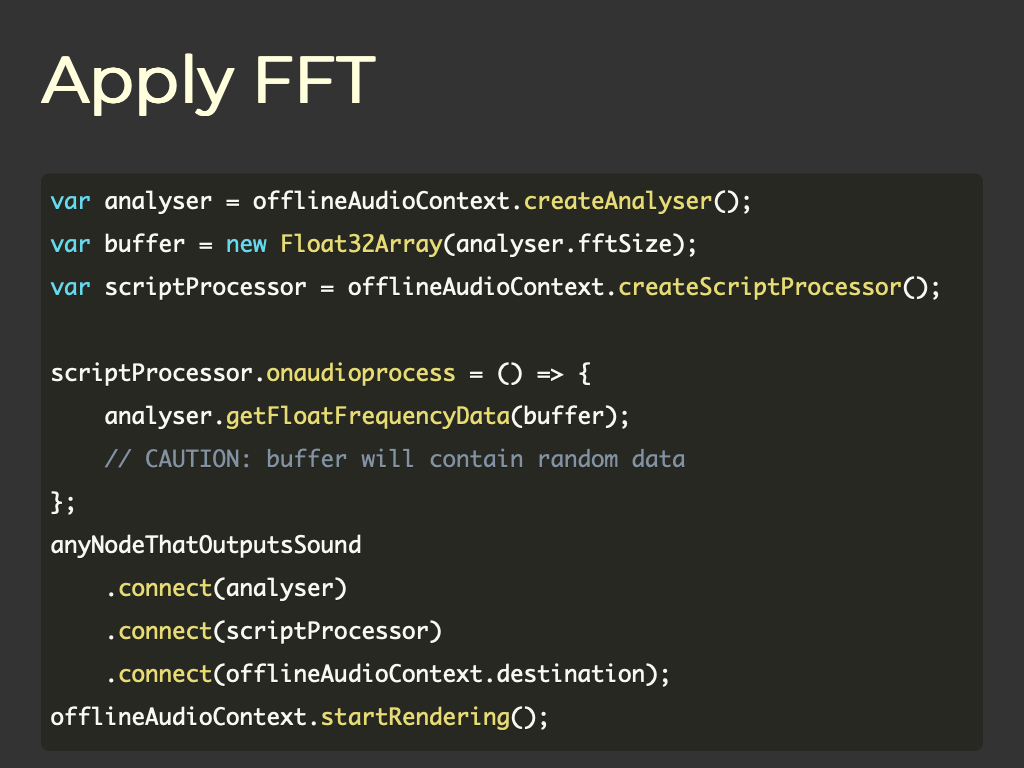 Apply FFT
var analyser = offlineAudioContext.createAnalyser();
var buffer = new Float32Array(analyser.fftSize);
var scriptProcessor = offlineAudioContext.createScriptProcessor();
scriptProcessor.onaudioprocess = () => {
    analyser.getFloatFrequencyData(buffer);
    // CAUTION: buffer will contain random data
};
anyNodeThatOutputsSound
    .connect(analyser)
    .connect(scriptProcessor)
    .connect(offlineAudioContext.destination);
offlineAudioContext.startRendering();